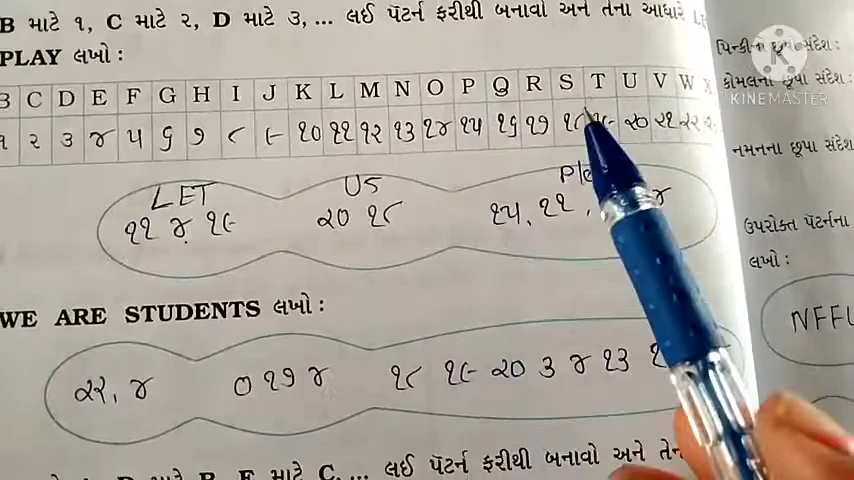 B માટે ૧, C માટે ૨, D માટે ૩, ... લઈ પૅટર્ન ફરીથી બનાવો અને તેના આધારે LE
PLAY લખો :
B C D E F G H I J K L M N O P Q R S T U V W X
૧ ૨ ૩ ૪ ૫ ૬ ૭ ૮ ૯ ૧૦ ૧૧ ૧૨ ૧૩ ૧૪ ૧૫ ૧૬ ૧૭ ૧૮ ૧૯ ૨૦ ૨૧ ૨૨
LET US
૧૧ ૪ ૧૯ ૨૦ ૧૮ ૧૫, ૧૧,
WE ARE STUDENTS લખો :
૨૨, ૪ ૦ ૧૭ ૪ ૧૮ ૧૯ ૨૦ ૩ ૪ ૧૩
D માટે B, E માટે C, ... લઈ પૅટર્ન ફરીથી બનાવો અને
પિન્કીનો છૂપો સંદેશ :
કોમલનો છૂપા સંદેશ :
નમનના છૂપા સંદેશ
ઉપરોક્ત પૅટર્નના
લખો :
NFFU
KINEMASTER